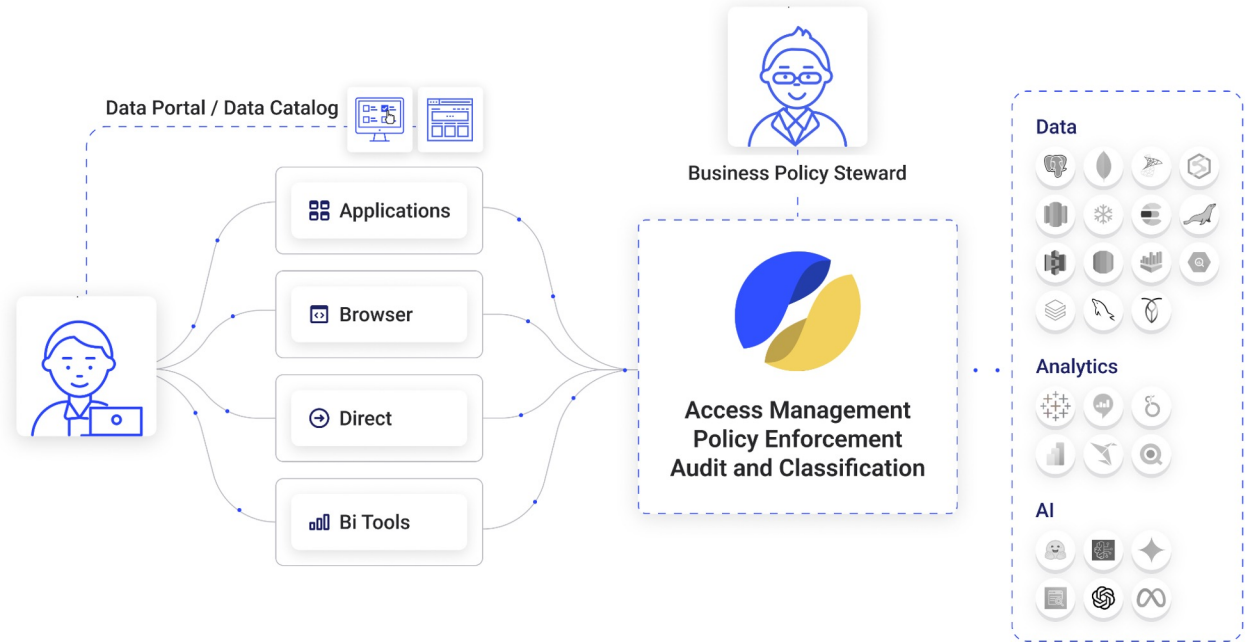 Data Portal / Data Catalog
Applications
Browser
Direct
Bi Tools
Business Policy Steward
Access Management
Policy Enforcement
Audit and Classification
Data
Analytics
AI